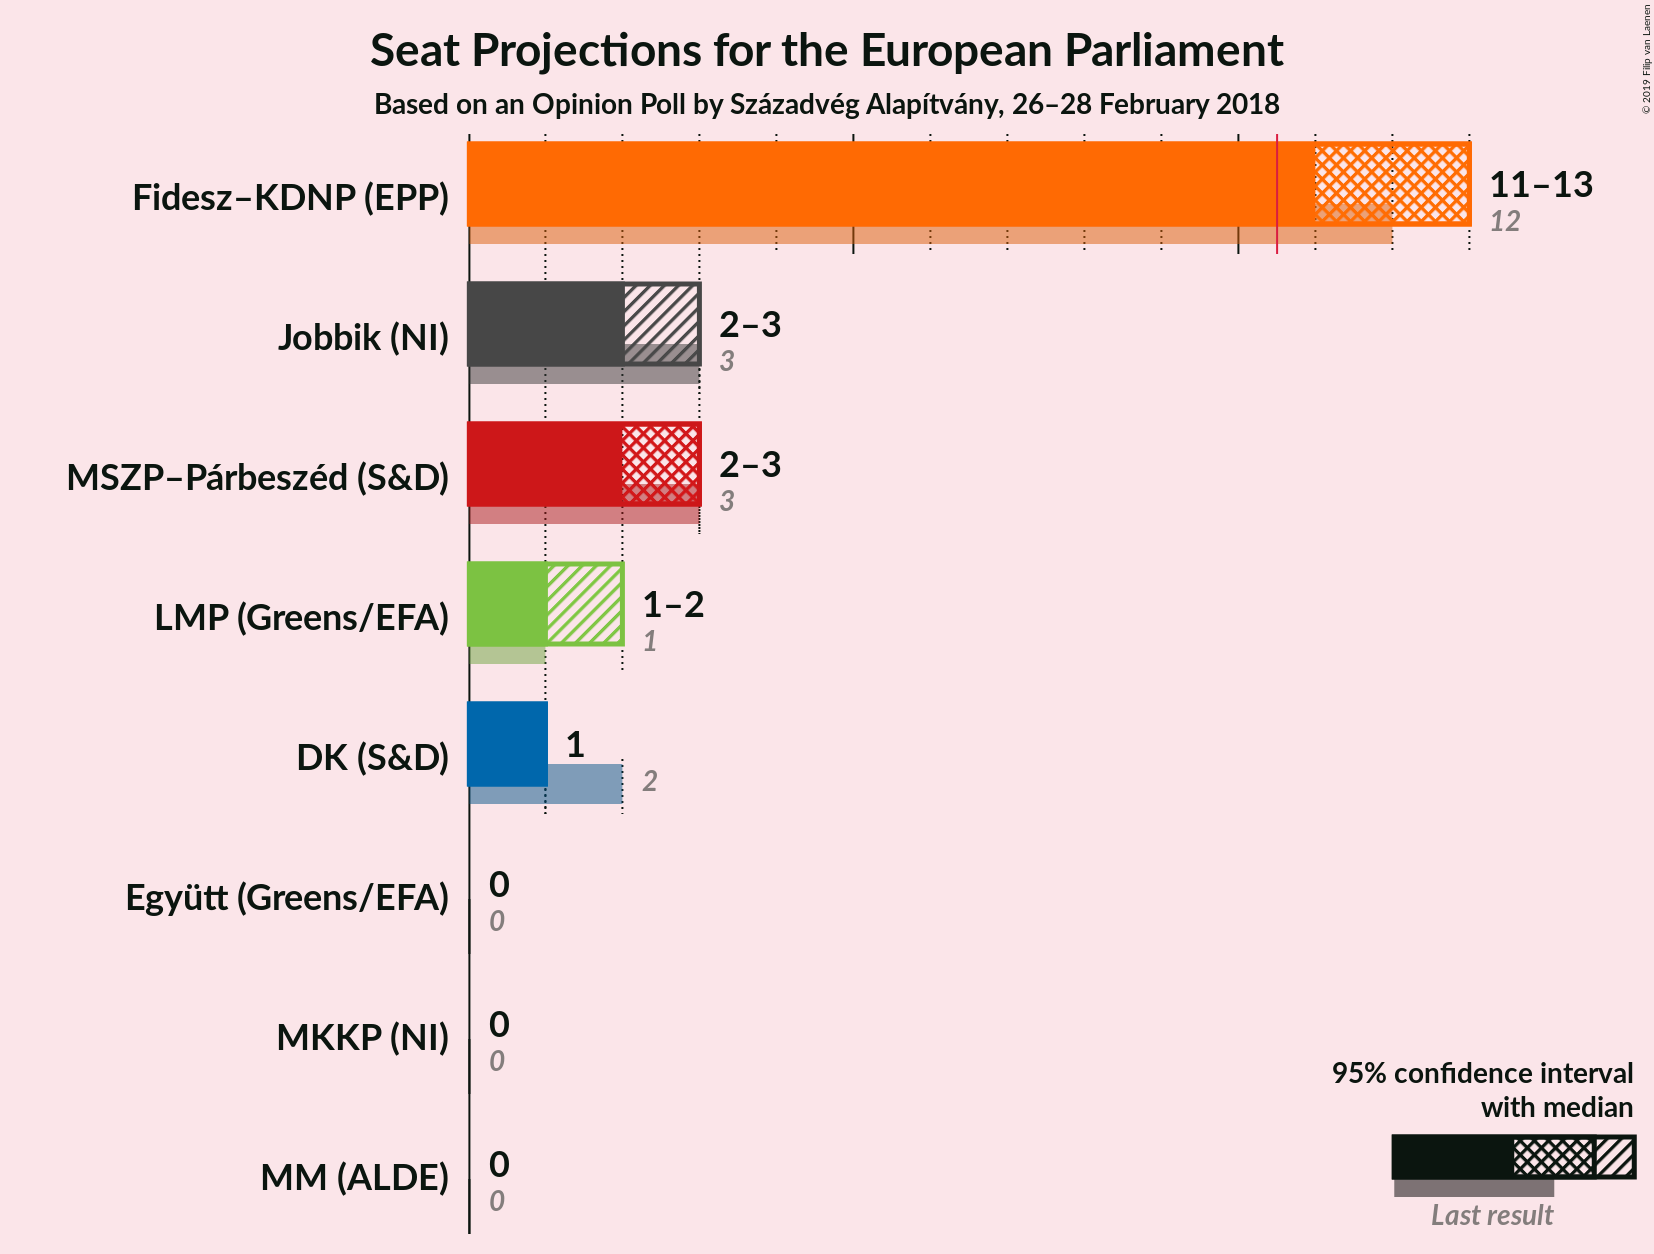 Seat Projections for the European Parliament
Based on an Opinion Poll by Századvég Alapítvány, 26–28 February 2018
© 2019 Filip van Laenen
Fidesz–KDNP (EPP)
11–13
12
Jobbik (NI)
2–3
3
MSZP–Párbeszéd (S&D)
2–3
3
LMP (Greens/EFA)
1–2
1
DK (S&D)
1
2
Együtt (Greens/EFA)
0
0
MKKP (NI)
0
0
MM (ALDE)
0
0
95% confidence interval
with median
Last result